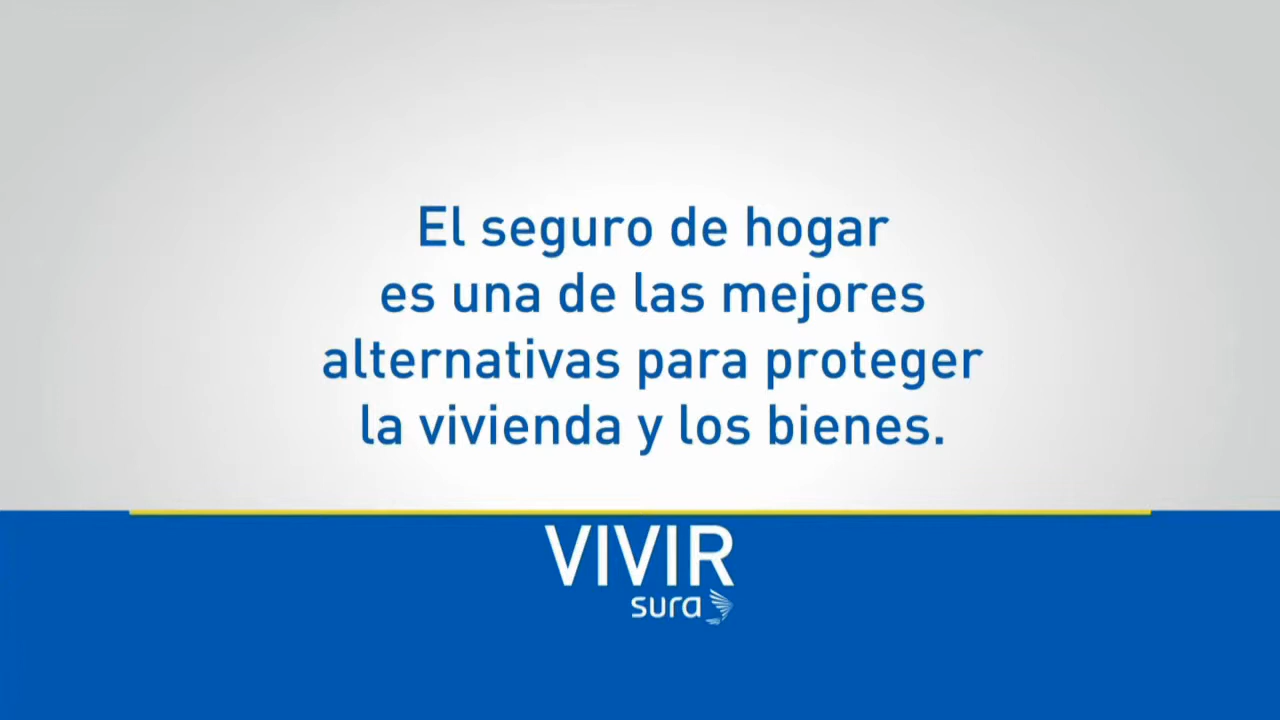 El seguro de hogar
es una de las mejores
alternativas para proteger
la vivienda y los bienes.
VIVIR
sura